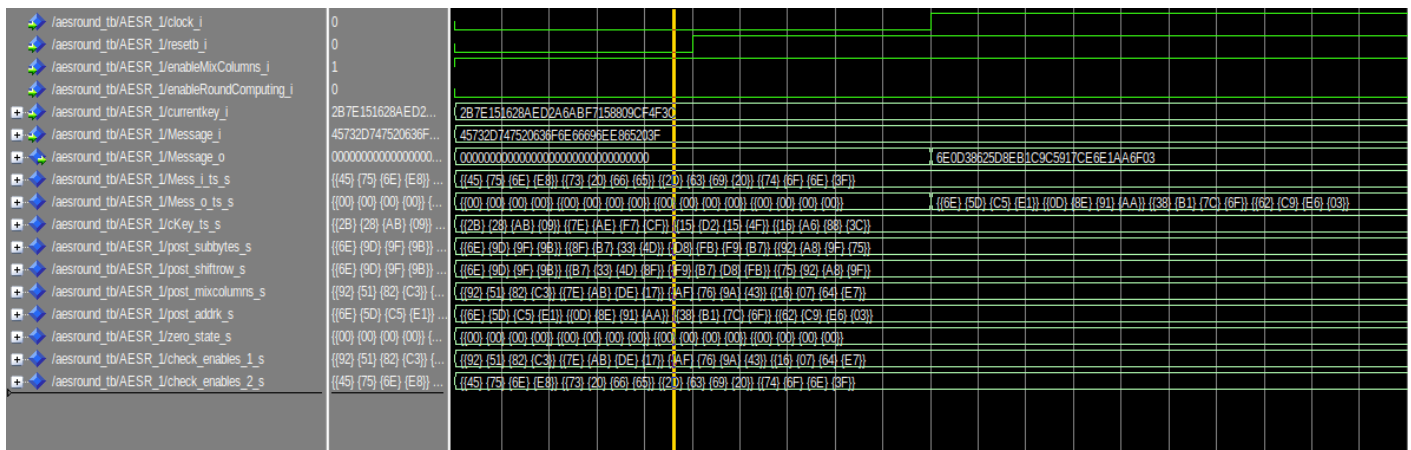 /aesround_tb/AESR_1/clock_i 0
/aesround_tb/AESR_1/resetb_i 0
/aesround_tb/AESR_1/enableMixColumns_i 1
/aesround_tb/AESR_1/enableRoundComputing_i 0
/aesround_tb/AESR_1/currentkey_i 2B7E151628AED2... 2B7E151628AED2A6ABF7158809CF4F3C
/aesround_tb/AESR_1/Message_i 45732D747520636F... 45732D747520636F6E66696EE865203F
/aesround_tb/AESR_1/Message_o 00000000000000000... 00000000000000000000000000000000 6E0D38625D8EB1C9C5917CE6E1AA6F03
/aesround_tb/AESR_1/Mess_i_ts_s {{45} {75} {6E} {E8}} ... {{45} {75} {6E} {E8}} {{73} {20} {66} {65}} {{2D} {63} {69} {20}} {{74} {6F} {6E} {3F}}
/aesround_tb/AESR_1/Mess_o_ts_s {{00} {00} {00} {00}} {... {{00} {00} {00} {00}} {{00} {00} {00} {00}} {{00} {00} {00} {00}} {{00} {00} {00} {00}} {{6E} {5D} {C5} {E1}} {{0D} {8E} {91} {AA}} {{38} {B1} {7C} {6F}} {{62} {C9} {E6} {03}}
/aesround_tb/AESR_1/cKey_ts_s {{2B} {28} {AB} {09}} ... {{2B} {28} {AB} {09}} {{7E} {AE} {F7} {CF}} {{15} {D2} {15} {4F}} {{16} {A6} {88} {3C}}
/aesround_tb/AESR_1/post_subbytes_s {{6E} {9D} {9F} {9B}} ... {{6E} {9D} {9F} {9B}} {{8F} {B7} {33} {4D}} {{D8} {FB} {F9} {B7}} {{92} {A8} {9F} {75}}
/aesround_tb/AESR_1/post_shiftrow_s {{6E} {9D} {9F} {9B}} ... {{6E} {9D} {9F} {9B}} {{B7} {33} {4D} {8F}} {{F9} {B7} {D8} {FB}} {{75} {92} {A8} {9F}}
/aesround_tb/AESR_1/post_mixcolumns_s {{92} {51} {82} {C3}} {... {{92} {51} {82} {C3}} {{7E} {AB} {DE} {17}} {{AF} {76} {9A} {43}} {{16} {07} {64} {E7}}
/aesround_tb/AESR_1/post_addrk_s {{6E} {5D} {C5} {E1}} ... {{6E} {5D} {C5} {E1}} {{0D} {8E} {91} {AA}} {{38} {B1} {7C} {6F}} {{62} {C9} {E6} {03}}
/aesround_tb/AESR_1/zero_state_s {{00} {00} {00} {00}} {... {{00} {00} {00} {00}} {{00} {00} {00} {00}} {{00} {00} {00} {00}} {{00} {00} {00} {00}}
/aesround_tb/AESR_1/check_enables_1_s {{92} {51} {82} {C3}} {... {{92} {51} {82} {C3}} {{7E} {AB} {DE} {17}} {{AF} {76} {9A} {43}} {{16} {07} {64} {E7}}
/aesround_tb/AESR_1/check_enables_2_s {{45} {75} {6E} {E8}} ... {{45} {75} {6E} {E8}} {{73} {20} {66} {65}} {{2D} {63} {69} {20}} {{74} {6F} {6E} {3F}}